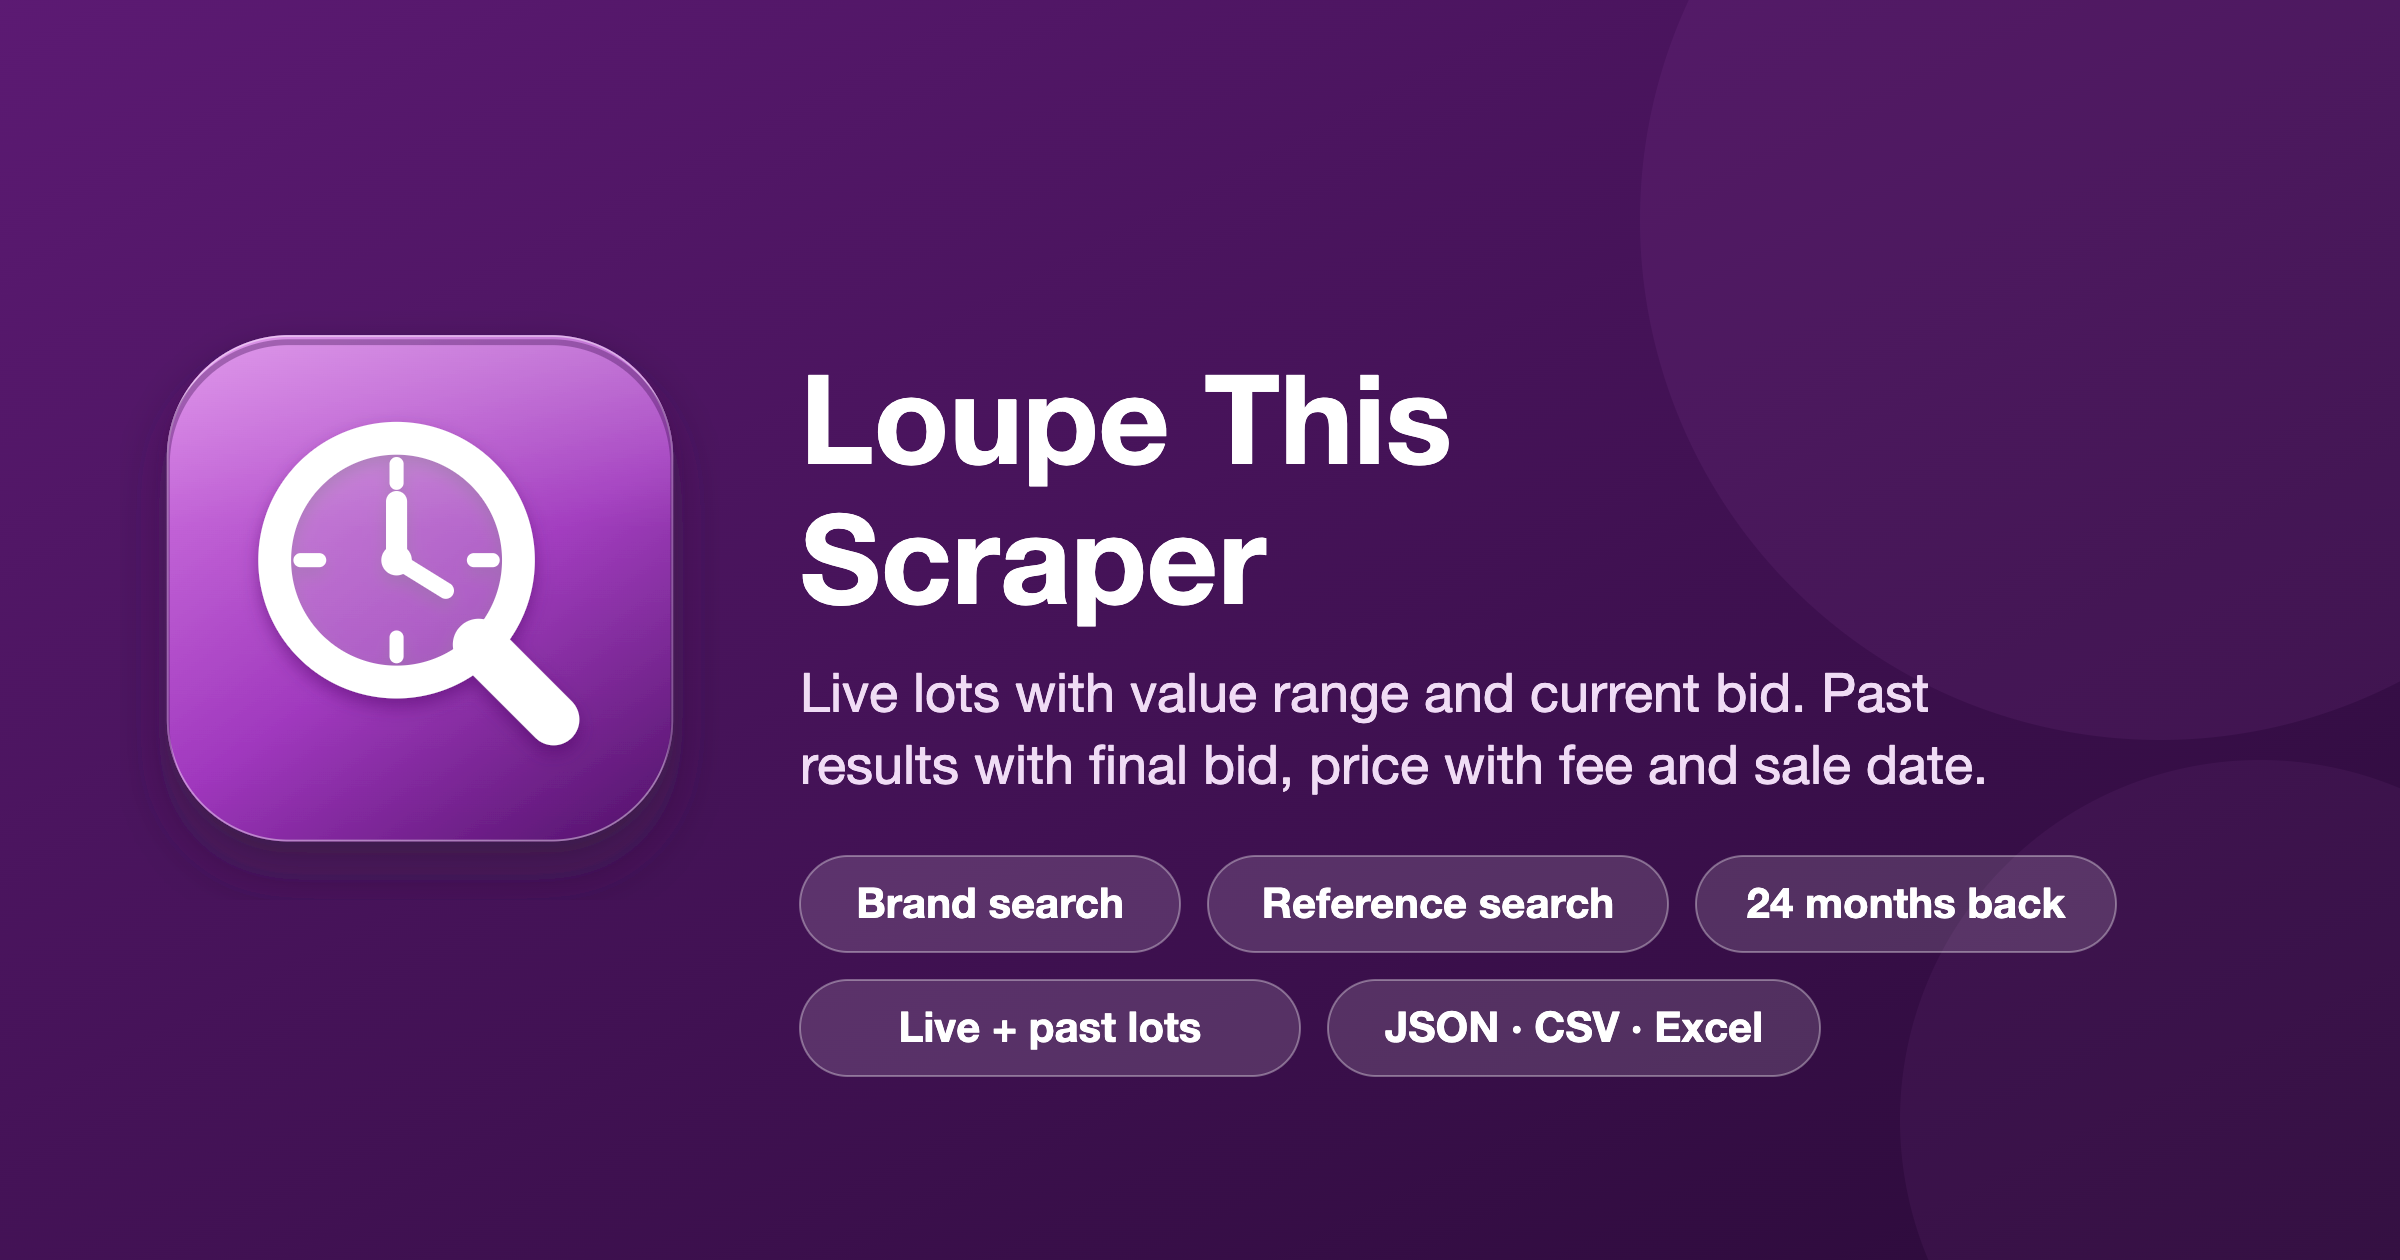 Loupe This
Scraper
Live lots with value range and current bid. Past
results with final bid, price with fee and sale date.
Brand search
Reference search
24 months back
Live + past lots
JSON · CSV · Excel